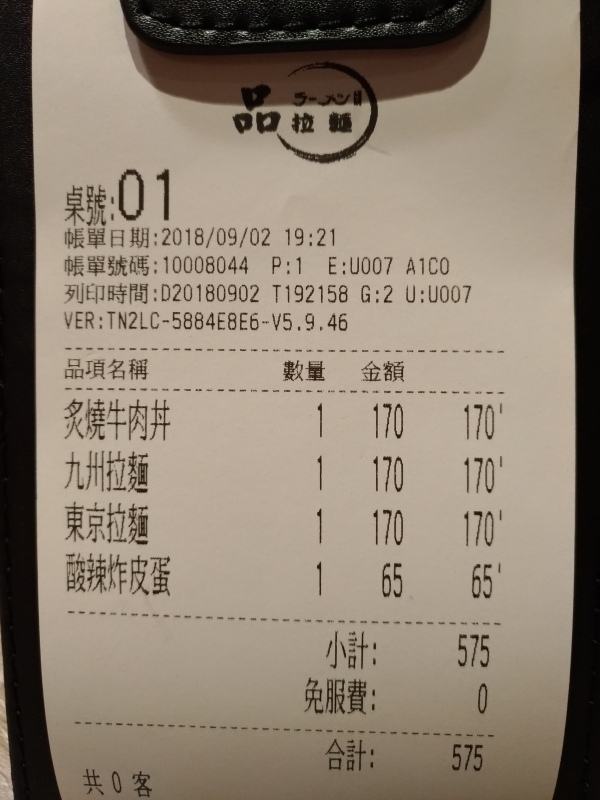 品 ラーメン
拉麵
桌號:01
帳單日期:2018/09/02 19:21
帳單號碼:10008044 P:1 E:U007 A1C0
列印時間:D20180902 T192158 G:2 U:U007
VER:TN2LC-5884E8E6-V5.9.46
品項名稱 數量 金額
炙燒牛肉丼 1 170 170'
九州拉麵 1 170 170'
東京拉麵 1 170 170'
酸辣炸皮蛋 1 65 65'
小計: 575
免服費: 0
合計: 575
共 0 客